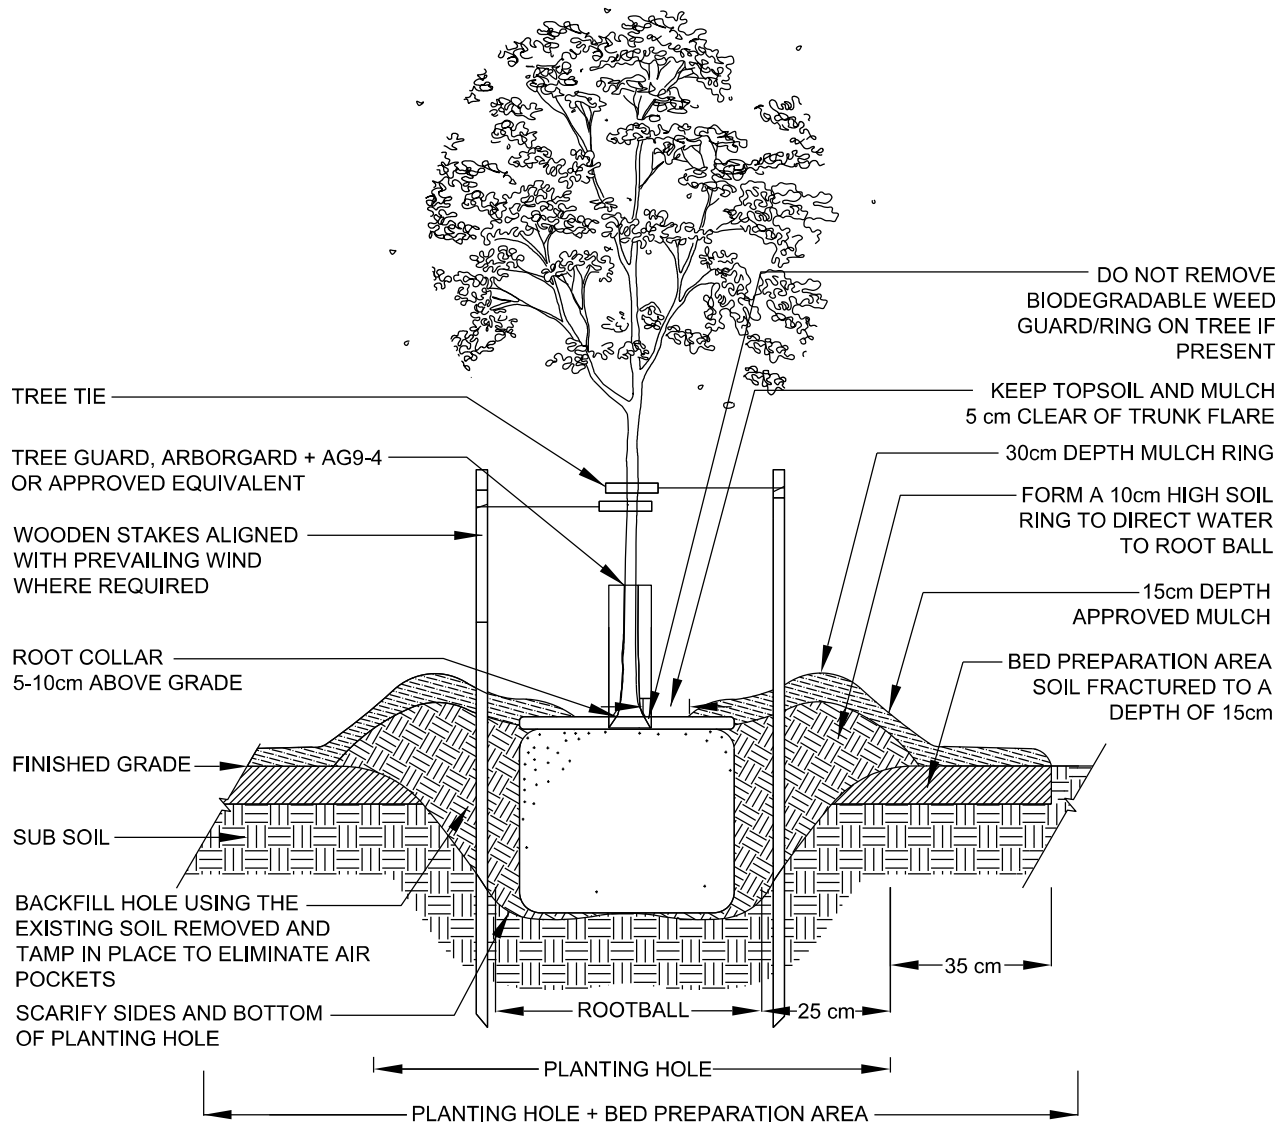 TREE TIE
TREE GUARD, ARBORGARD + AG9-4
OR APPROVED EQUIVALENT
WOODEN STAKES ALIGNED
WITH PREVAILING WIND
WHERE REQUIRED
ROOT COLLAR
5-10cm ABOVE GRADE
FINISHED GRADE
SUB SOIL
BACKFILL HOLE USING THE
EXISTING SOIL REMOVED AND
TAMP IN PLACE TO ELIMINATE AIR
POCKETS
SCARIFY SIDES AND BOTTOM
OF PLANTING HOLE
DO NOT REMOVE
BIODEGRADABLE WEED
GUARD/RING ON TREE IF
PRESENT
KEEP TOPSOIL AND MULCH
5 cm CLEAR OF TRUNK FLARE
30cm DEPTH MULCH RING
FORM A 10cm HIGH SOIL
RING TO DIRECT WATER
TO ROOT BALL
15cm DEPTH
APPROVED MULCH
BED PREPARATION AREA
SOIL FRACTURED TO A
DEPTH OF 15cm
35 cm
ROOTBALL
25 cm
PLANTING HOLE
PLANTING HOLE + BED PREPARATION AREA